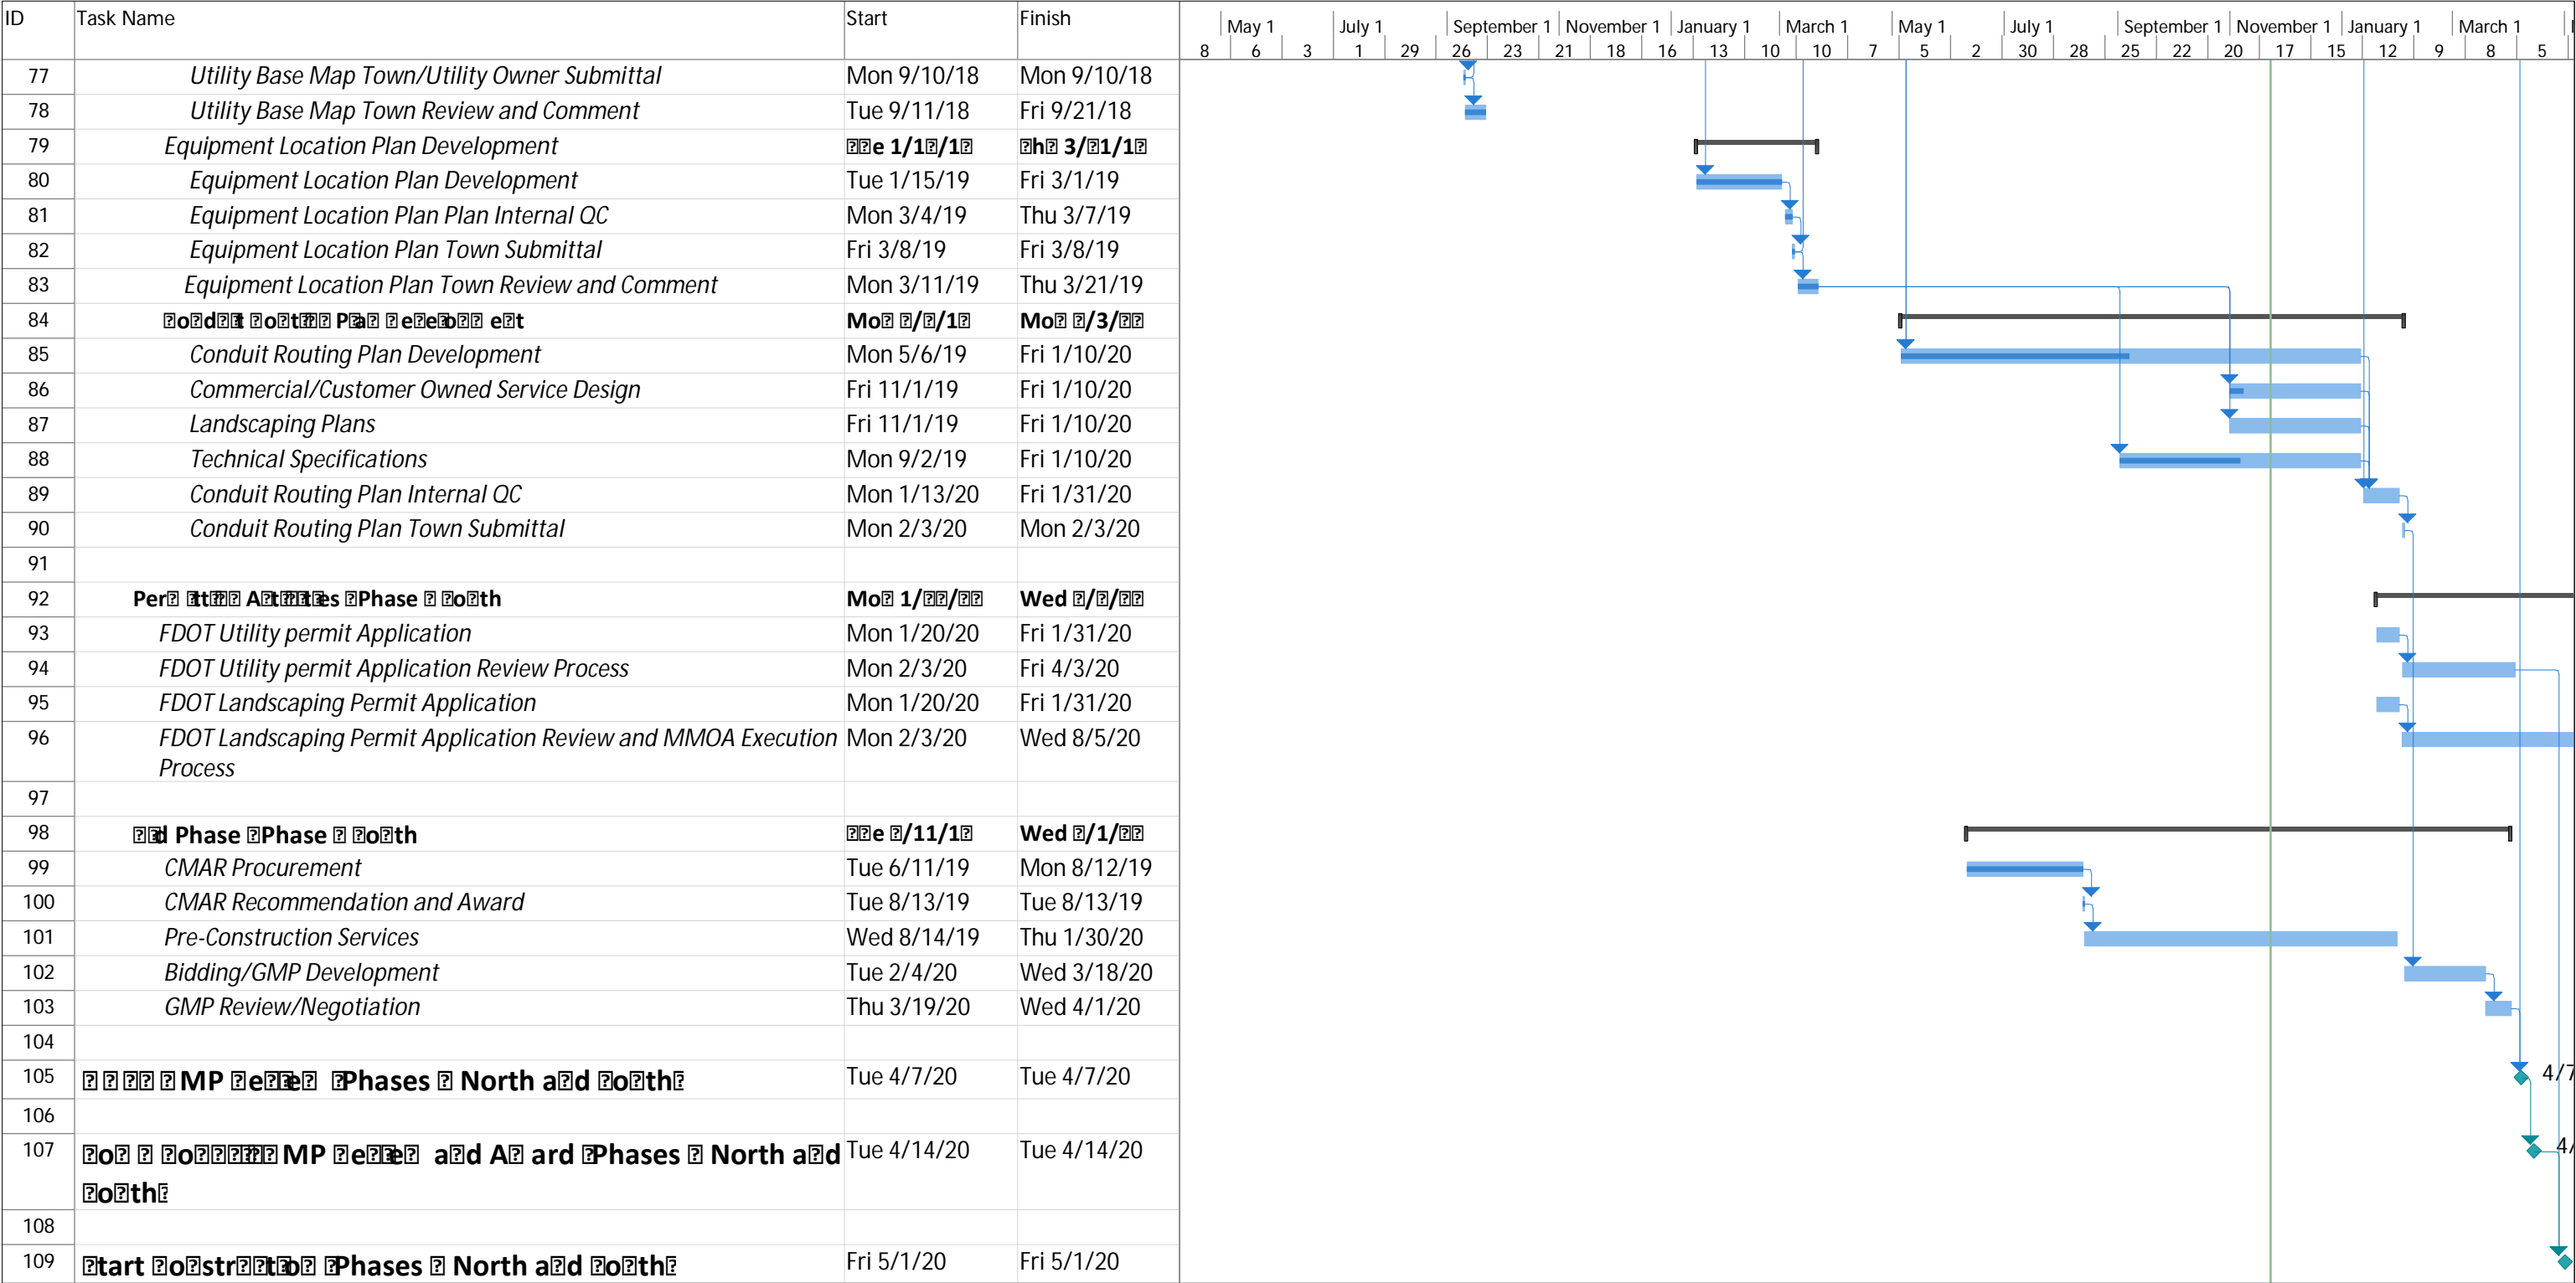 ID Task Name Start Finish
May 1 July 1 September 1 November 1 January 1 March 1 May 1 July 1 September 1 November 1 January 1 March 1
8 6 3 1 29 26 23 21 18 16 13 10 10 7 5 2 30 28 25 22 20 17 15 12 9 8 5
77 Utility Base Map Town/Utility Owner Submittal Mon 9/10/18 Mon 9/10/18
78 Utility Base Map Town Review and Comment Tue 9/11/18 Fri 9/21/18
79 Equipment Location Plan Development
80 Equipment Location Plan Development Tue 1/15/19 Fri 3/1/19
81 Equipment Location Plan Plan Internal QC Mon 3/4/19 Thu 3/7/19
82 Equipment Location Plan Town Submittal Fri 3/8/19 Fri 3/8/19
83 Equipment Location Plan Town Review and Comment Mon 3/11/19 Thu 3/21/19
84
85 Conduit Routing Plan Development Mon 5/6/19 Fri 1/10/20
86 Commercial/Customer Owned Service Design Fri 11/1/19 Fri 1/10/20
87 Landscaping Plans Fri 11/1/19 Fri 1/10/20
88 Technical Specifications Mon 9/2/19 Fri 1/10/20
89 Conduit Routing Plan Internal QC Mon 1/13/20 Fri 1/31/20
90 Conduit Routing Plan Town Submittal Mon 2/3/20 Mon 2/3/20
91
92 Wed
93 FDOT Utility permit Application Mon 1/20/20 Fri 1/31/20
94 FDOT Utility permit Application Review Process Mon 2/3/20 Fri 4/3/20
95 FDOT Landscaping Permit Application Mon 1/20/20 Fri 1/31/20
96 FDOT Landscaping Permit Application Review and MMOA Execution Mon 2/3/20 Wed 8/5/20
Process
97
98 Phase Wed
99 CMAR Procurement Tue 6/11/19 Mon 8/12/19
100 CMAR Recommendation and Award Tue 8/13/19 Tue 8/13/19
101 Pre-Construction Services Wed 8/14/19 Thu 1/30/20
102 Bidding/GMP Development Tue 2/4/20 Wed 3/18/20
103 GMP Review/Negotiation Thu 3/19/20 Wed 4/1/20
104
105 MP Phases North Tue 4/7/20 Tue 4/7/20 4/7
106
107 MP Phases North Tue 4/14/20 Tue 4/14/20 4/
108
109 Phases North Fri 5/1/20 Fri 5/1/20